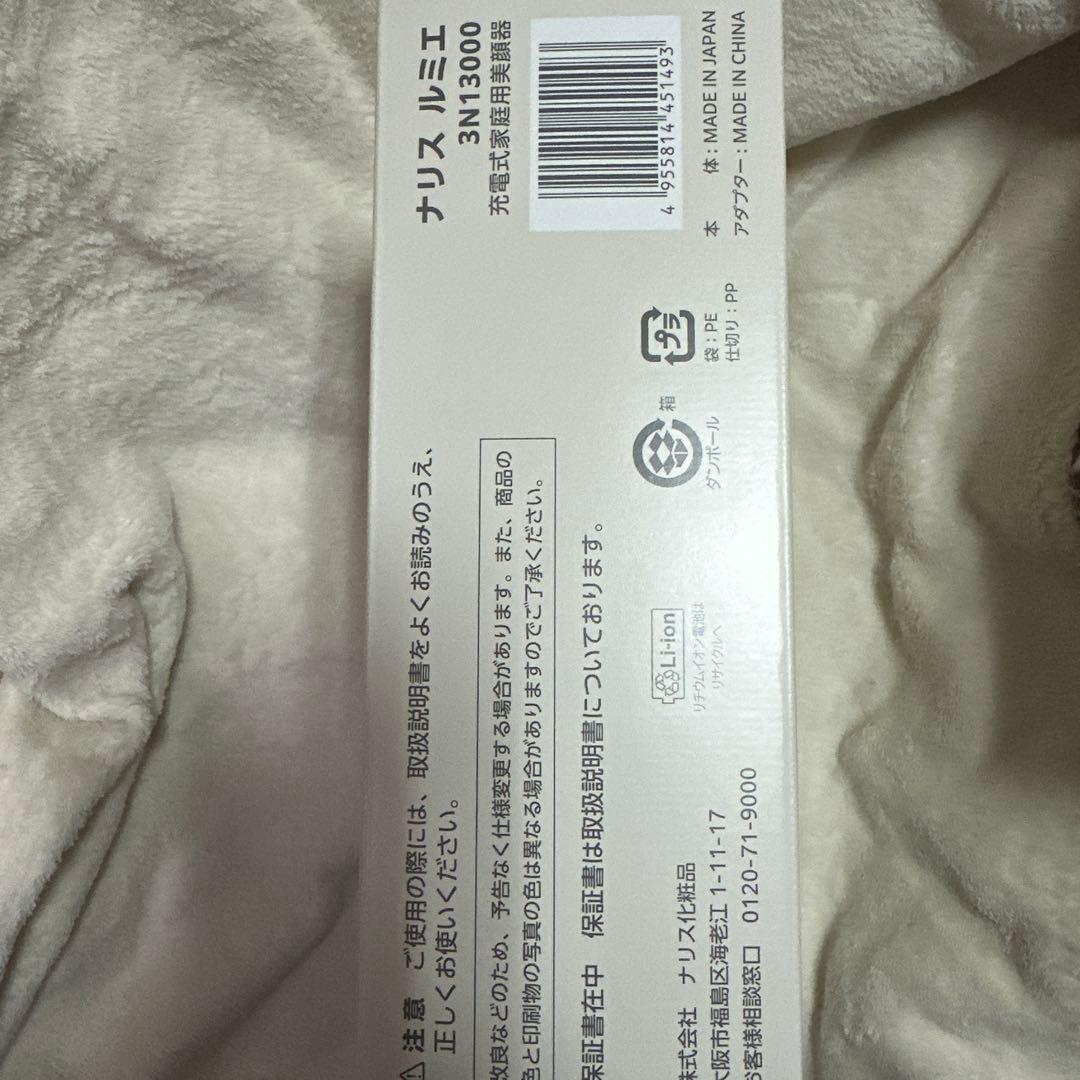 ナリス ルミエ
3N13000
充電式家庭用美顔器
4 955814 451493
本 体：MADE IN JAPAN
アダプター：MADE IN CHINA
プラ
袋：PE
仕切り：PP
箱
ダンボール
注意 ご使用の際には、取扱説明書をよくお読みのうえ、
正しくお使いください。
改良などのため、予告なく仕様変更する場合があります。また、商品の
色と印刷物の写真の色は異なる場合がありますのでご了承ください。
保証書在中 保証書は取扱説明書についております。
Li-ion
リチウムイオン電池は
リサイクルへ
株式会社 ナリス化粧品
大阪市福島区海老江 1-11-17
お客様相談窓口 0120-71-9000